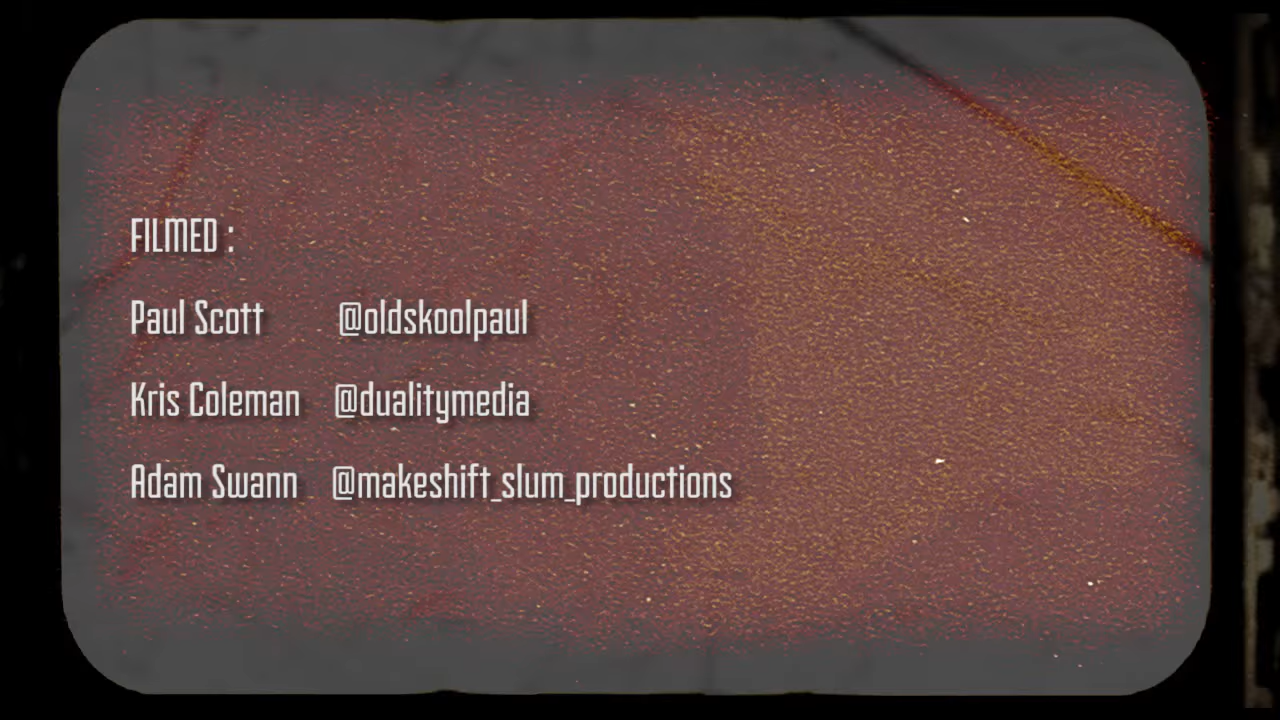 FILMED :
Paul Scott @oldskoolpaul
Kris Coleman @dualitymedia
Adam Swann @makeshift_slum_productions